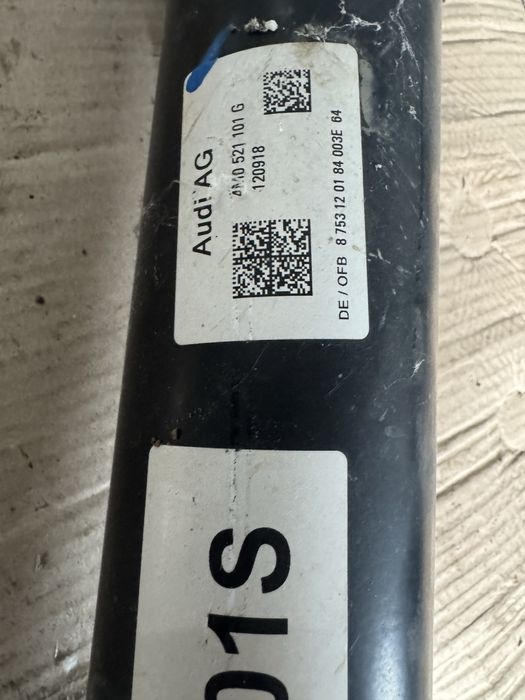 Audi AG
4M0 521 101 G
120918
DE / OFB 8 753 12 01 84 003E 64
01S